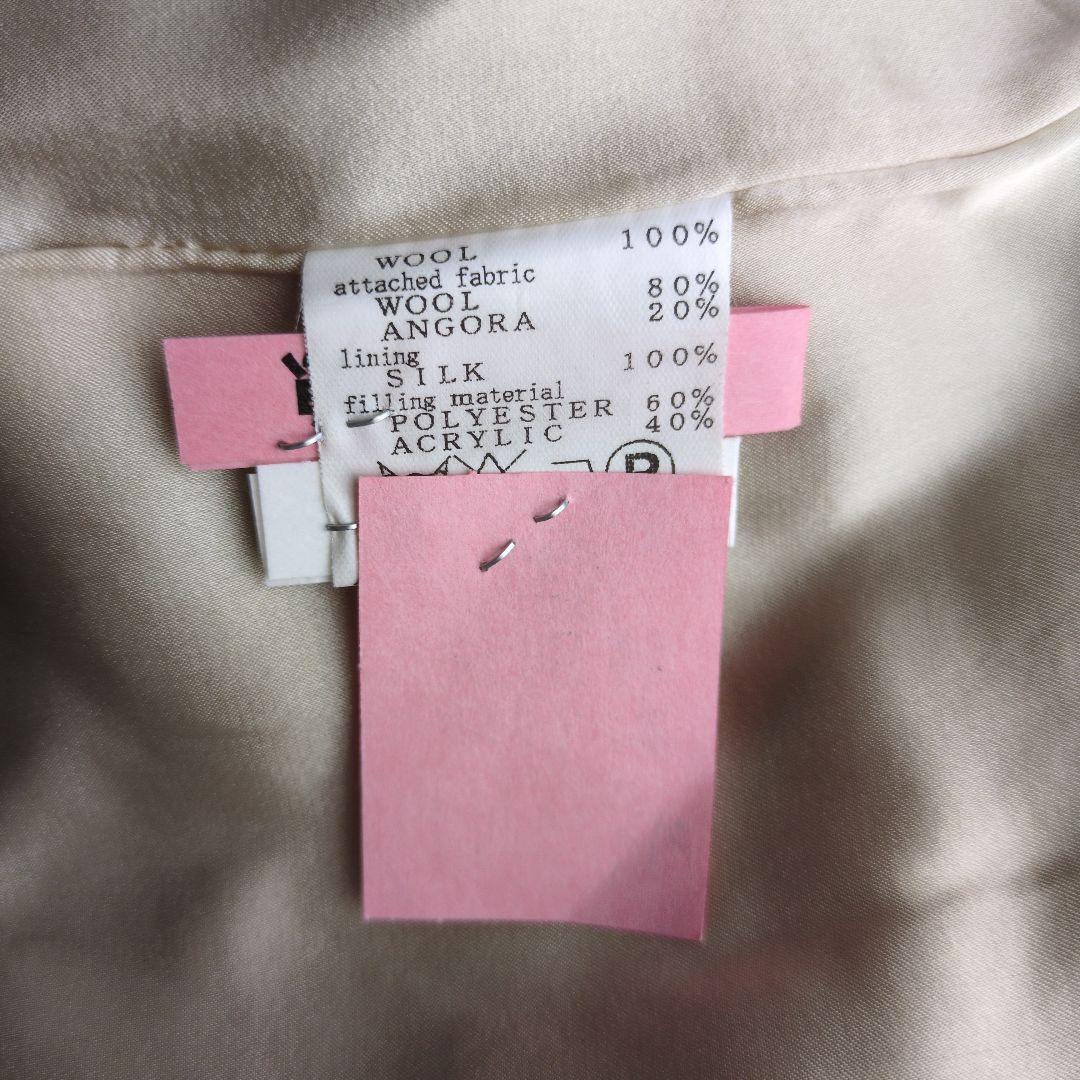 WOOL 100%
attached fabric
WOOL 80%
ANGORA 20%
lining
SILK 100%
filling material
POLYESTER 60%
ACRYLIC 40%
P